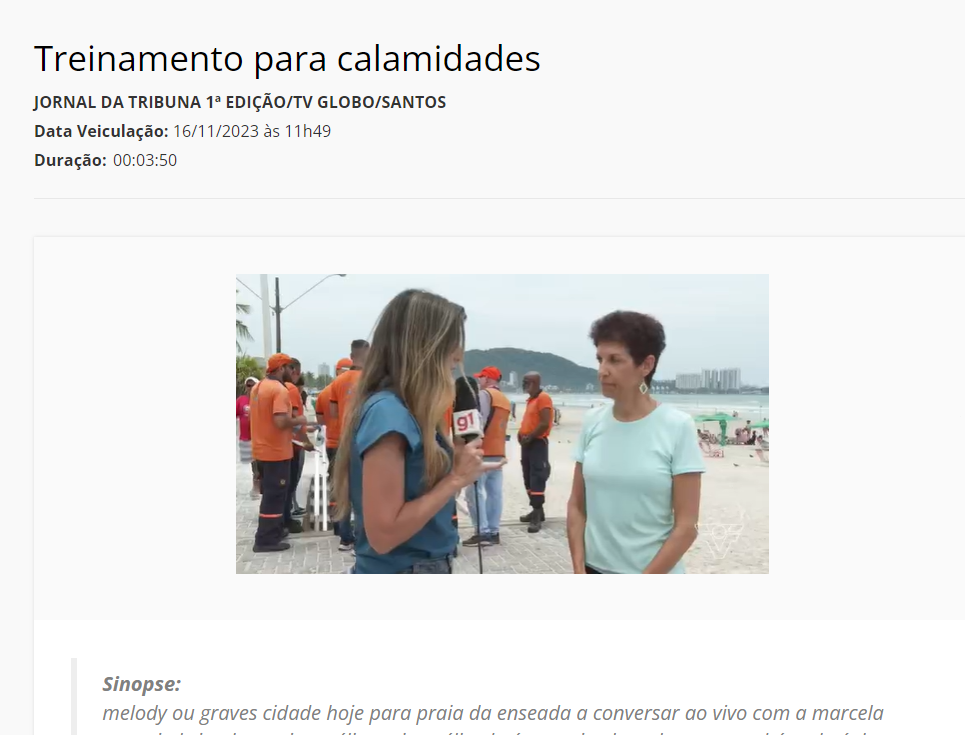 Treinamento para calamidades
JORNAL DA TRIBUNA 1ª EDIÇÃO/TV GLOBO/SANTOS
Data Veiculação: 16/11/2023 às 11h49
Duração: 00:03:50
g1
Sinopse:
melody ou graves cidade hoje para praia da enseada a conversar ao vivo com a marcela